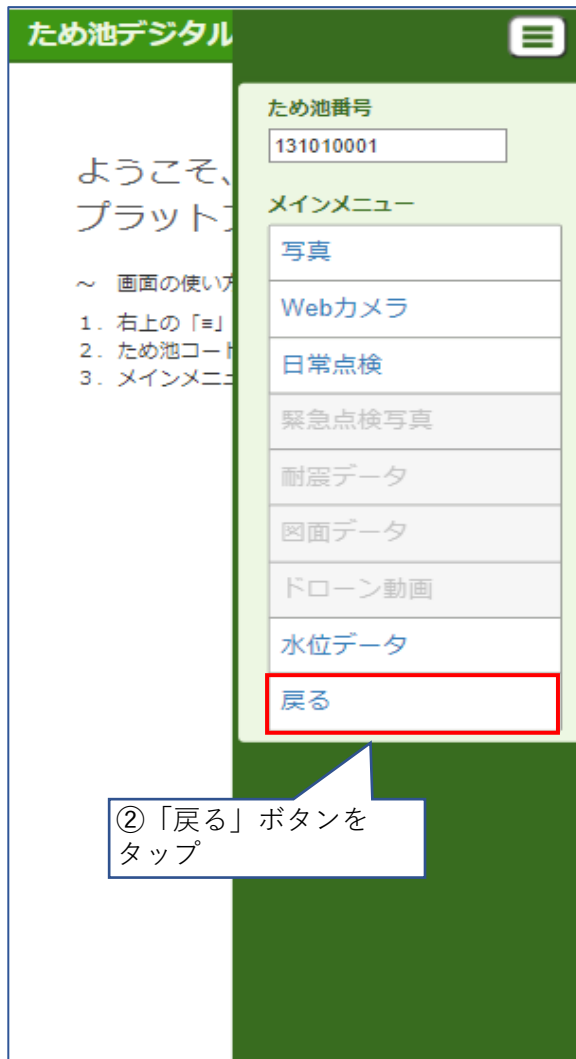 ため池デジタル
ため池番号
131010001
ようこそ、
プラット
メインメニュー
写真
Webカメラ
日常点検
緊急点検写真
耐震データ
図面データ
ドローン動画
水位データ
戻る
～ 画面の使い方
1. 右上の「≡」
2. ため池コード
3. メインメニュ
②「戻る」ボタンを
タップ